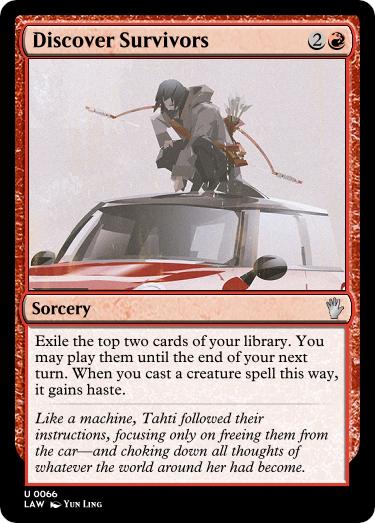 Discover Survivors 2
Sorcery
Exile the top two cards of your library. You
may play them until the end of your next
turn. When you cast a creature spell this way,
it gains haste.
Like a machine, Tahti followed their
instructions, focusing only on freeing them from
the car—and choking down all thoughts of
whatever the world around her had become.
U 0066
LAW Yun Ling